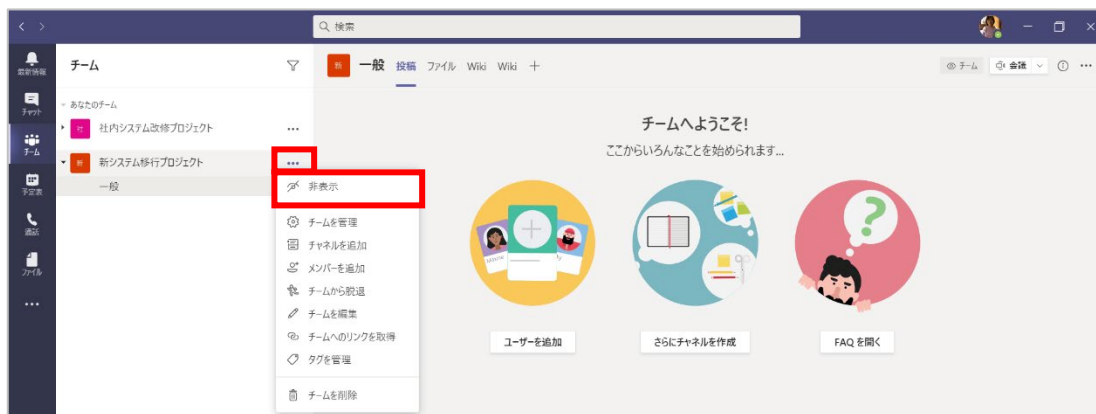 検索
最新情報
チャット
チーム
予定表
通話
ファイル
チーム
あなたのチーム
社内システム改修プロジェクト
新 新システム移行プロジェクト
一般
非表示
チームを管理
チャネルを追加
メンバーを追加
チームから脱退
チームを編集
チームへのリンクを取得
タグを管理
チームを削除
新 一般 投稿 ファイル Wiki Wiki
チーム 会議
チームへようこそ!
ここからいろんなことを始められます...
ユーザーを追加
さらにチャネルを作成
FAQ を開く